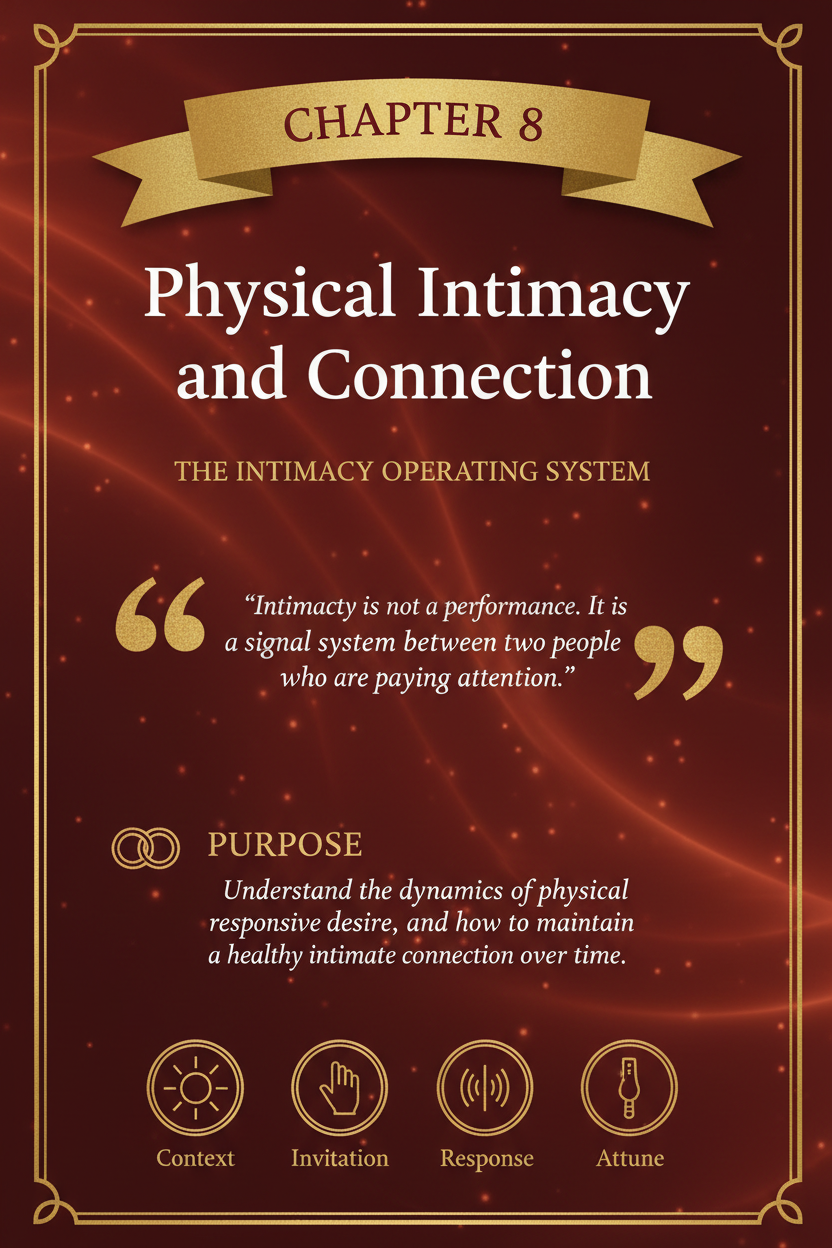 CHAPTER 8
Physical Intimacy
and Connection
THE INTIMACY OPERATING SYSTEM
“Intimacty is not a performance. It is
a signal system between two people
who are paying attention.”
PURPOSE
Understand the dynamics of physical
responsive desire, and how to maintain
a healthy intimate connection over time.
Context
Invitation
Response
Attune